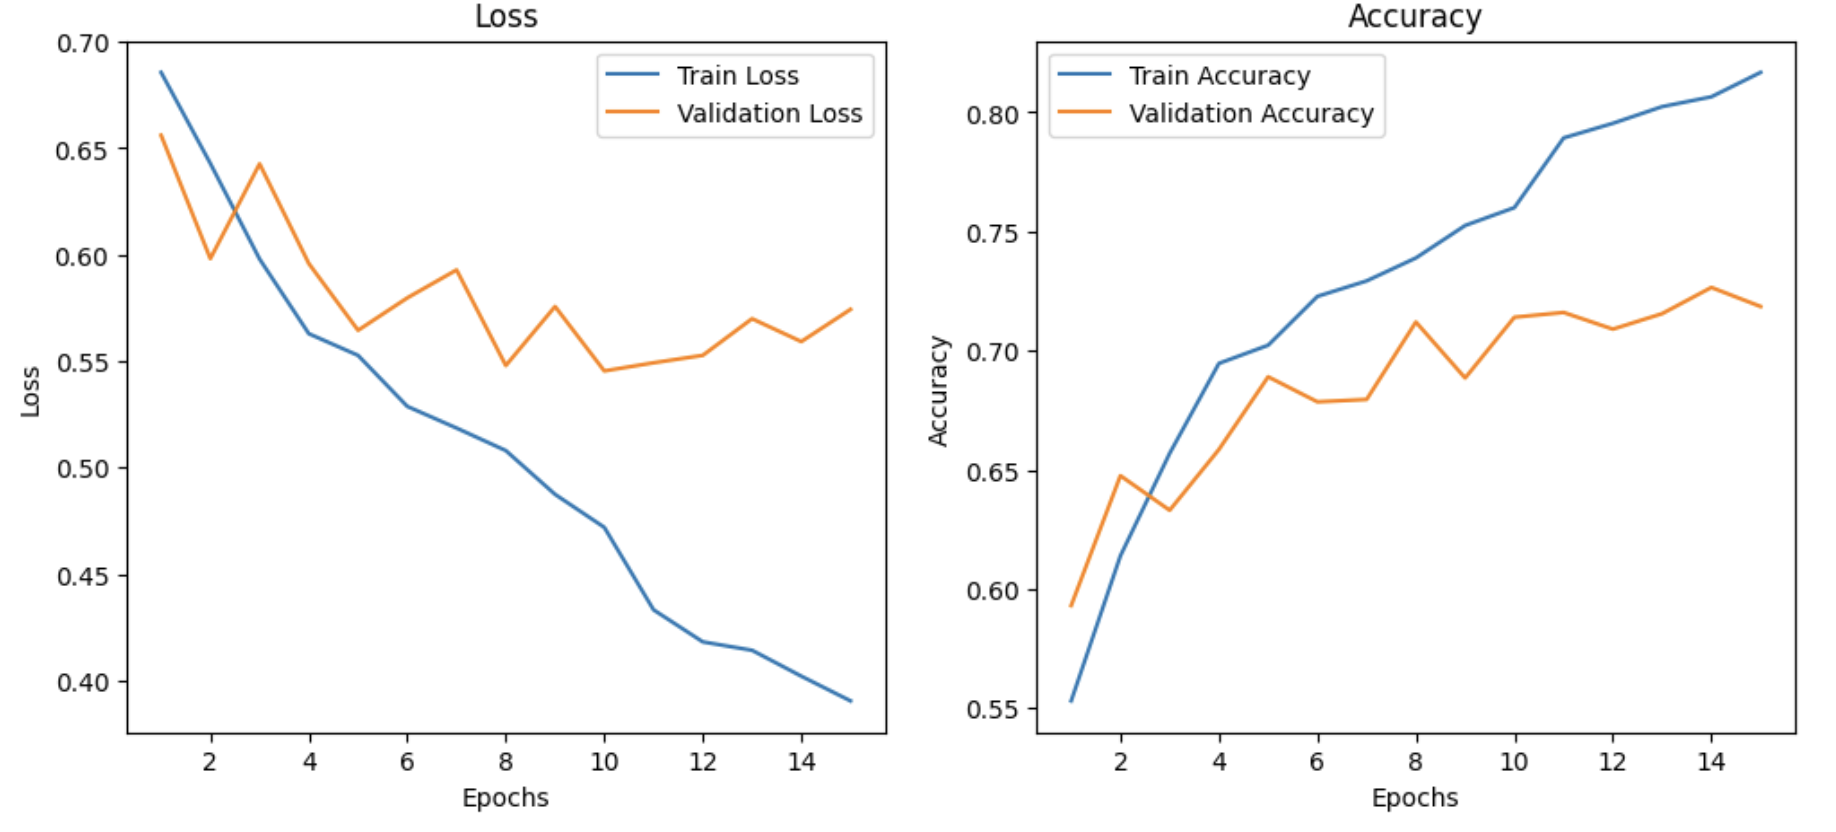 Loss
0.70
0.65
0.60
0.55
0.50
0.45
0.40
Loss
Train Loss
Validation Loss
2 4 6 8 10 12 14
Epochs
Accuracy
0.80
0.75
0.70
0.65
0.60
0.55
Accuracy
Train Accuracy
Validation Accuracy
2 4 6 8 10 12 14
Epochs